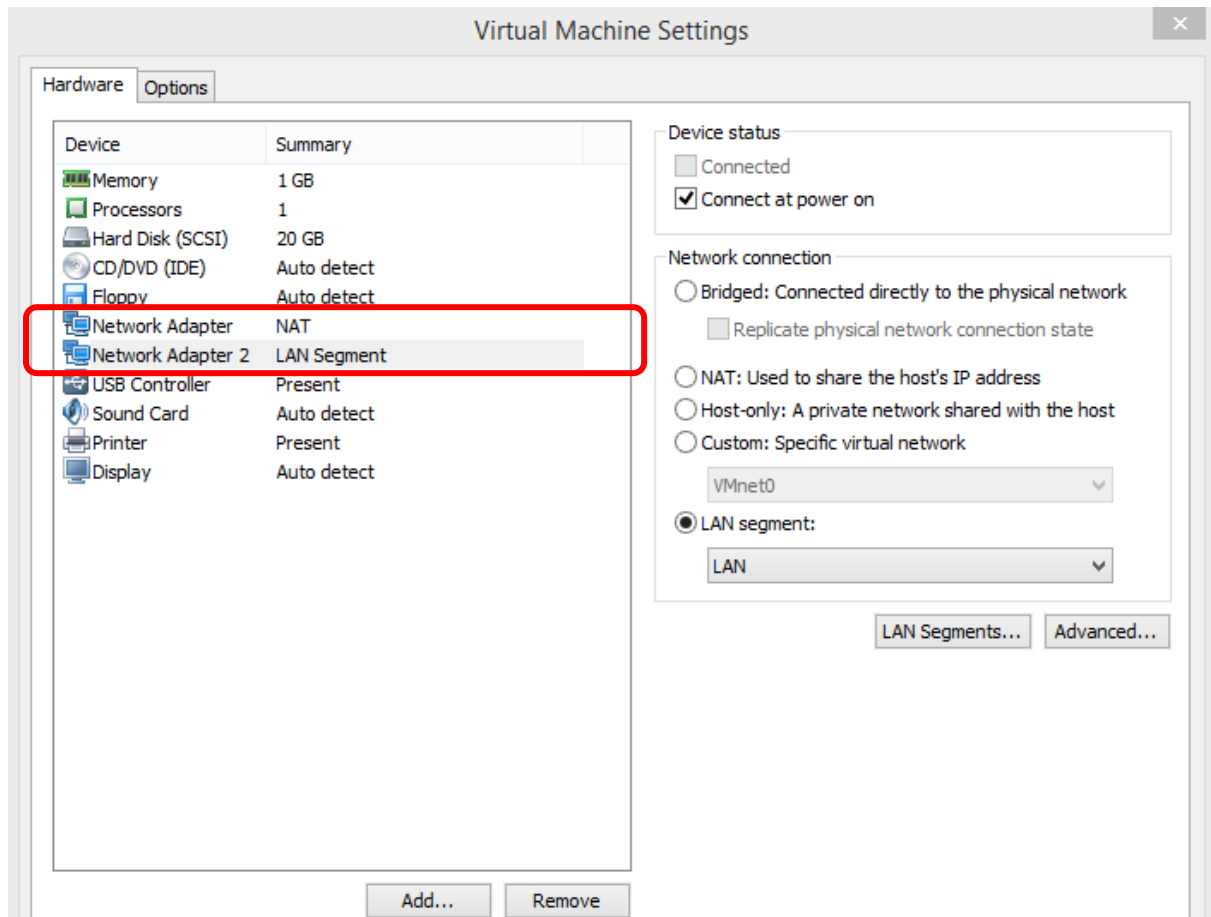 Virtual Machine Settings
Hardware Options
Device Summary
Memory 1 GB
Processors 1
Hard Disk (SCSI) 20 GB
CD/DVD (IDE) Auto detect
Floppy Auto detect
Network Adapter NAT
Network Adapter 2 LAN Segment
USB Controller Present
Sound Card Auto detect
Printer Present
Display Auto detect
Add... Remove
Device status
Connected
Connect at power on
Network connection
Bridged: Connected directly to the physical network
Replicate physical network connection state
NAT: Used to share the host's IP address
Host-only: A private network shared with the host
Custom: Specific virtual network
VMnet0
LAN segment:
LAN
LAN Segments... Advanced...